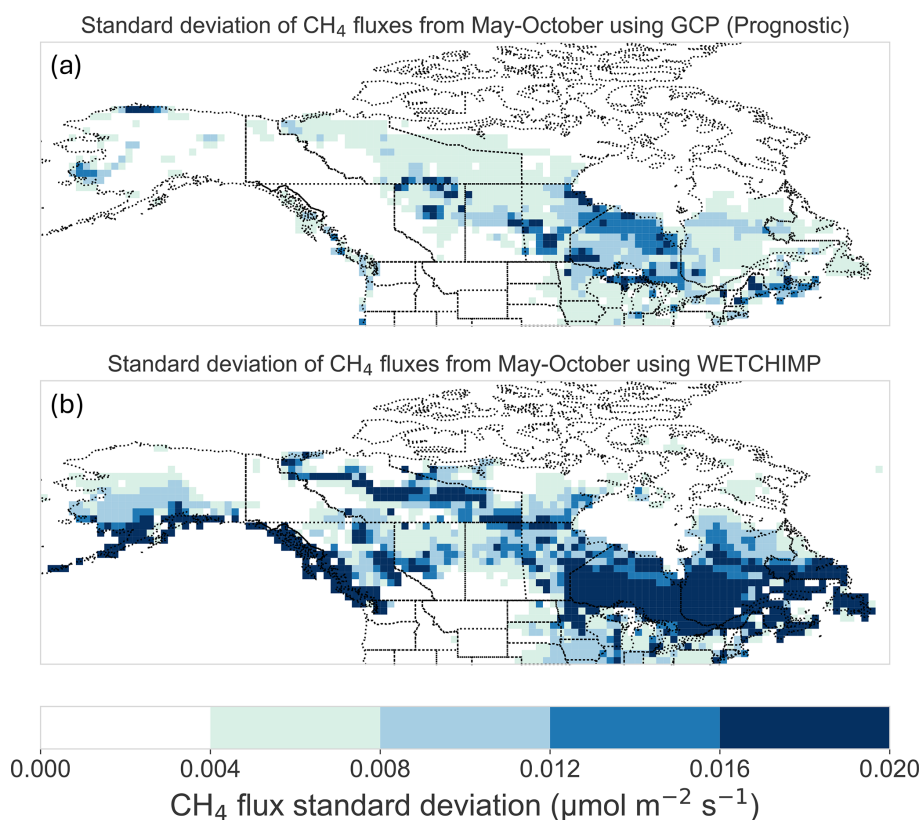 Standard deviation of CH₄ fluxes from May-October using GCP (Prognostic)
(a)
Standard deviation of CH₄ fluxes from May-October using WETCHIMP
(b)
0.000 0.004 0.008 0.012 0.016 0.020
CH₄ flux standard deviation (μmol m⁻² s⁻¹)